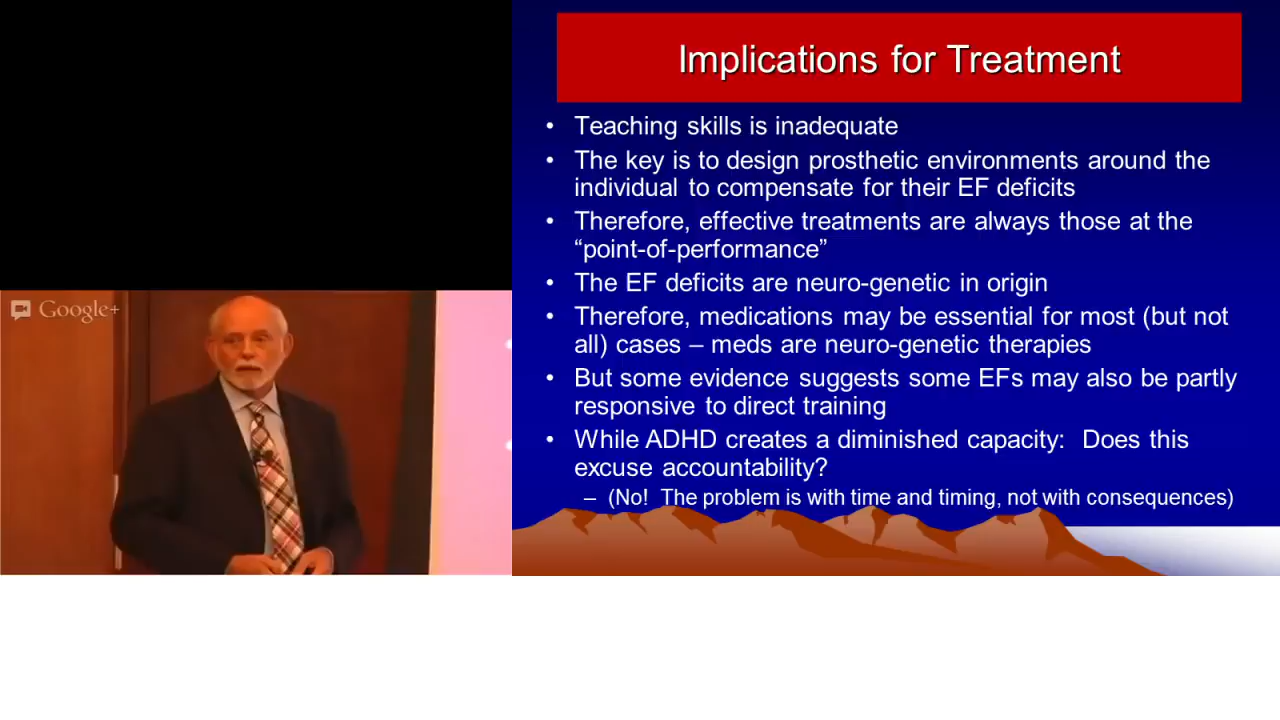 Implications for Treatment
• Teaching skills is inadequate
• The key is to design prosthetic environments around the
individual to compensate for their EF deficits
• Therefore, effective treatments are always those at the
“point-of-performance”
• The EF deficits are neuro-genetic in origin
• Therefore, medications may be essential for most (but not
all) cases – meds are neuro-genetic therapies
• But some evidence suggests some EFs may also be partly
responsive to direct training
• While ADHD creates a diminished capacity:  Does this
excuse accountability?
– (No!  The problem is with time and timing, not with consequences)
Google+